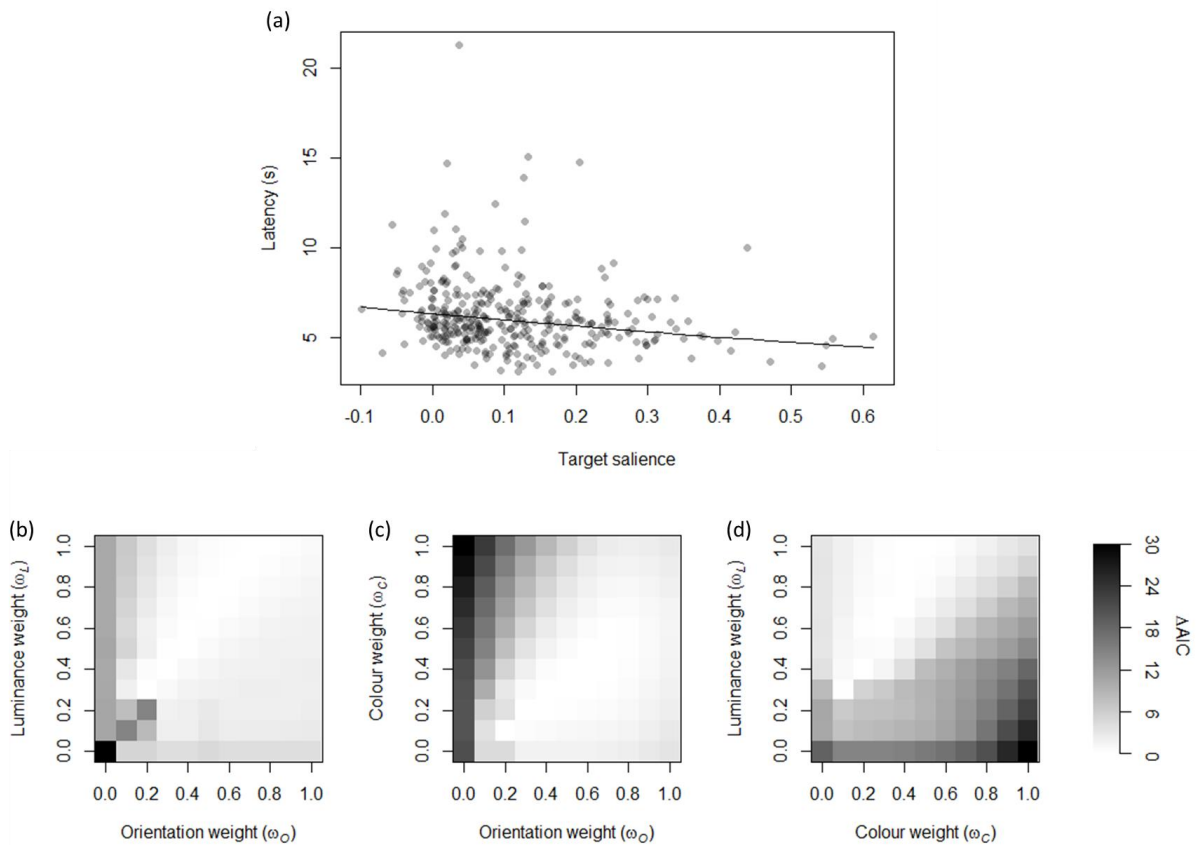 (a)
Latency (s)
20
15
10
5
-0.1 0.0 0.1 0.2 0.3 0.4 0.5 0.6
Target salience
(b)
Luminance weight (ωL)
1.0
0.8
0.6
0.4
0.2
0.0
0.0 0.2 0.4 0.6 0.8 1.0
Orientation weight (ωO)
(c)
Colour weight (ωC)
1.0
0.8
0.6
0.4
0.2
0.0
0.0 0.2 0.4 0.6 0.8 1.0
Orientation weight (ωO)
(d)
Luminance weight (ωL)
1.0
0.8
0.6
0.4
0.2
0.0
0.0 0.2 0.4 0.6 0.8 1.0
Colour weight (ωC)
30
24
18
12
6
0
ΔAIC